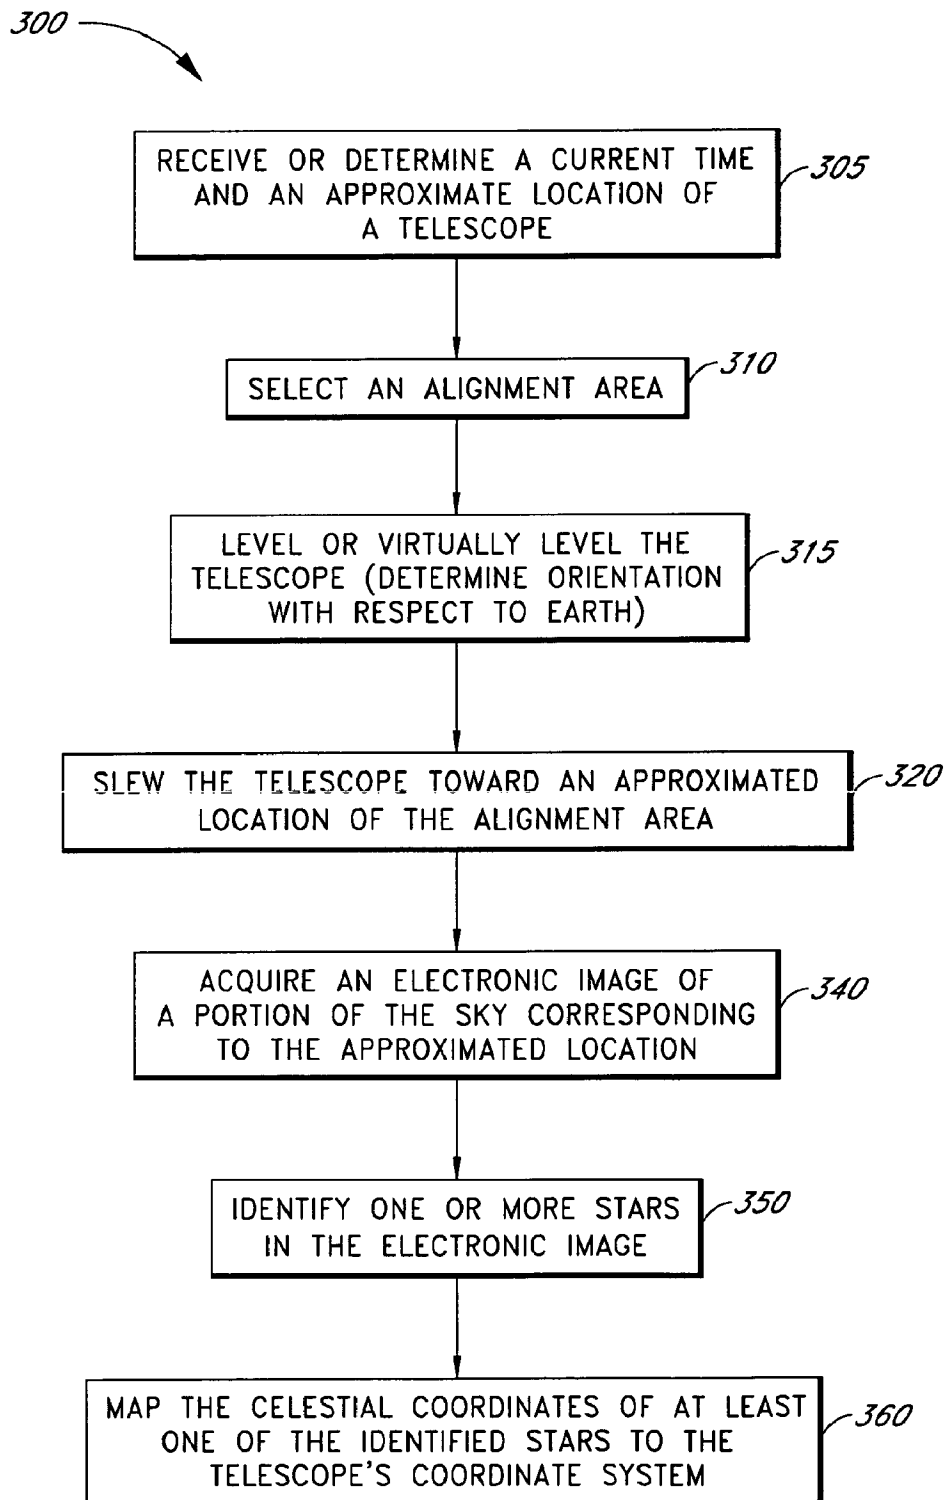 300
RECEIVE OR DETERMINE A CURRENT TIME
AND AN APPROXIMATE LOCATION OF
A TELESCOPE
305
SELECT AN ALIGNMENT AREA
310
LEVEL OR VIRTUALLY LEVEL THE
TELESCOPE (DETERMINE ORIENTATION
WITH RESPECT TO EARTH)
315
SLEW THE TELESCOPE TOWARD AN APPROXIMATED
LOCATION OF THE ALIGNMENT AREA
320
ACQUIRE AN ELECTRONIC IMAGE OF
A PORTION OF THE SKY CORRESPONDING
TO THE APPROXIMATED LOCATION
340
IDENTIFY ONE OR MORE STARS
IN THE ELECTRONIC IMAGE
350
MAP THE CELESTIAL COORDINATES OF AT LEAST
ONE OF THE IDENTIFIED STARS TO THE
TELESCOPE'S COORDINATE SYSTEM
360